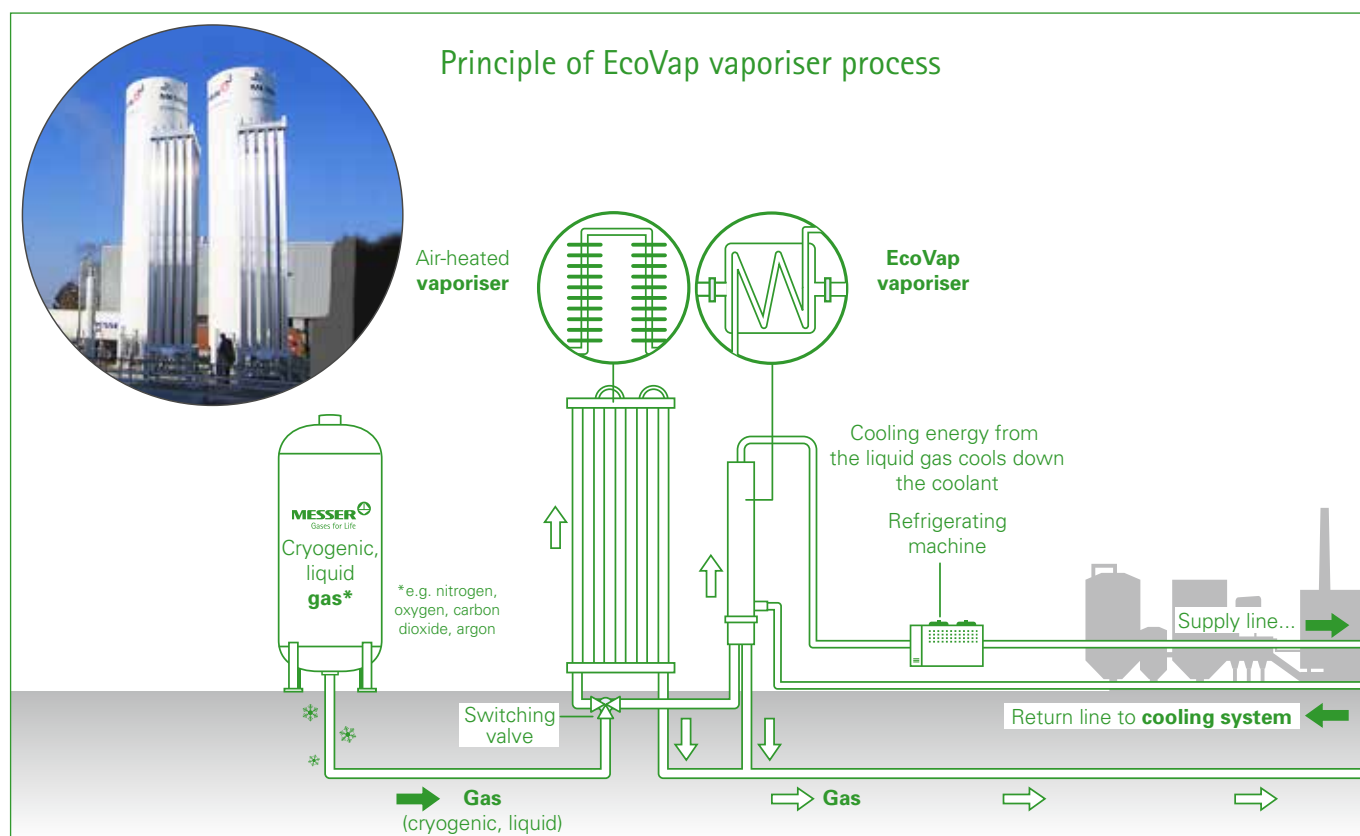 Principle of EcoVap vaporiser process
Air-heated
vaporiser
EcoVap
vaporiser
Cooling energy from
the liquid gas cools down
the coolant
Refrigerating
machine
MESSER
Gases for Life
Cryogenic,
liquid
gas*
*e.g. nitrogen,
oxygen, carbon
dioxide, argon
Supply line...
Return line to cooling system
Switching
valve
Gas
(cryogenic, liquid)
Gas